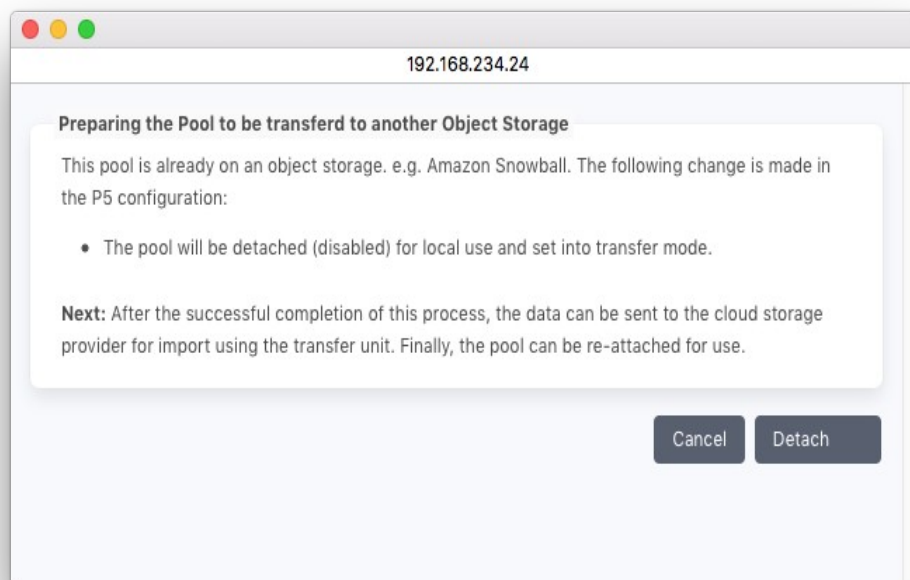 192.168.234.24
Preparing the Pool to be transferd to another Object Storage
This pool is already on an object storage. e.g. Amazon Snowball. The following change is made in
the P5 configuration:
• The pool will be detached (disabled) for local use and set into transfer mode.
Next: After the successful completion of this process, the data can be sent to the cloud storage
provider for import using the transfer unit. Finally, the pool can be re-attached for use.
Cancel Detach